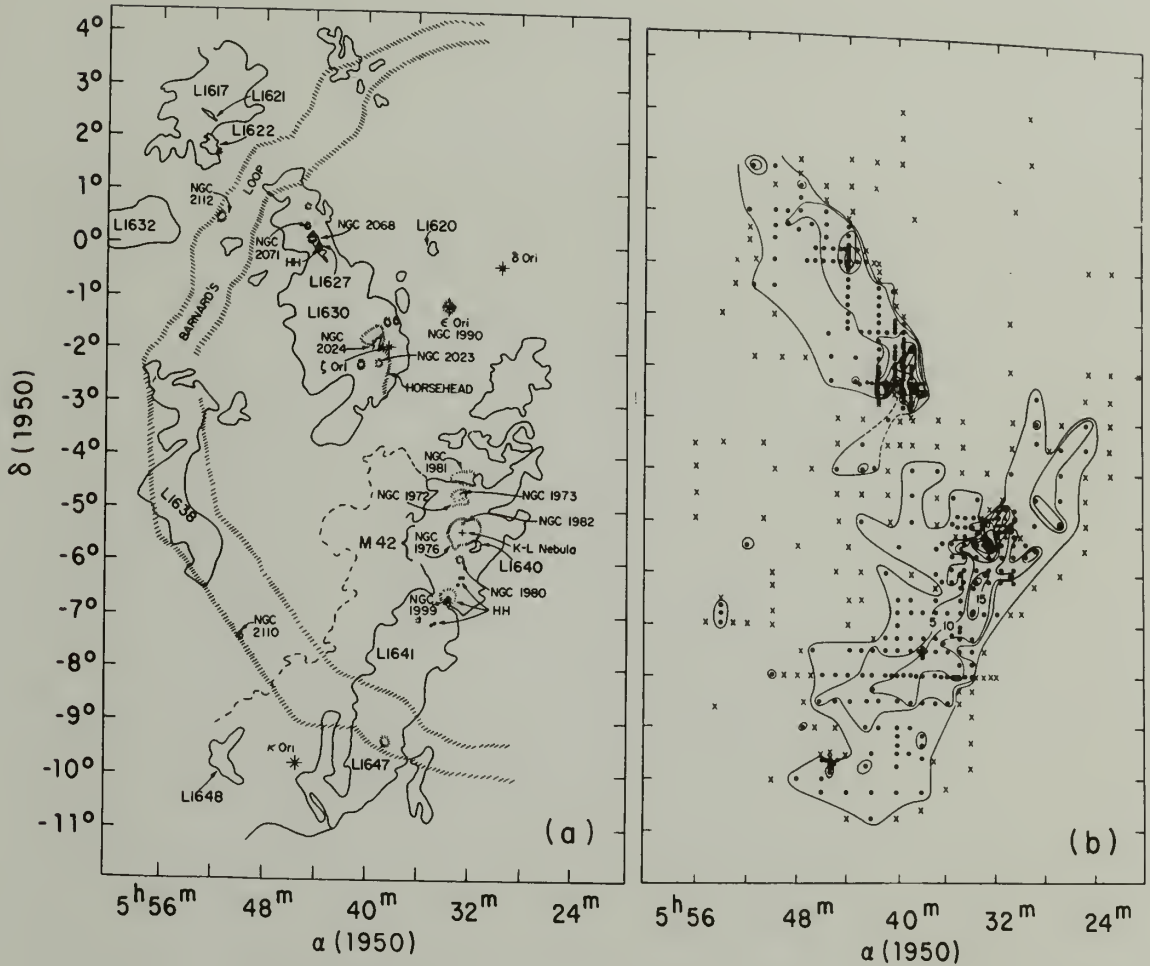 4°
3°
2°
1°
0°
-1°
-2°
-3°
-4°
-5°
-6°
-7°
-8°
-9°
-10°
-11°
δ (1950)
L1617
L1621
L1622
LOOP
NGC 2112
L1632
NGC 2068
L1620
NGC 2071
HH
δ Ori
L1627
BARNARD'S
L1630
ε Ori
NGC 1990
NGC 2024
NGC 2023
ζ Ori
HORSEHEAD
NGC 1981
NGC 1973
NGC 1972
L1638
NGC 1982
M 42
NGC 1976
K-L Nebula
L1640
NGC 1980
NGC 1999
HH
NGC 2110
L1641
κ Ori
L1647
L1648
(a)
5h 56m 48m 40m 32m 24m
α (1950)
15
5 10
(b)
5h 56m 48m 40m 32m 24m
α (1950)